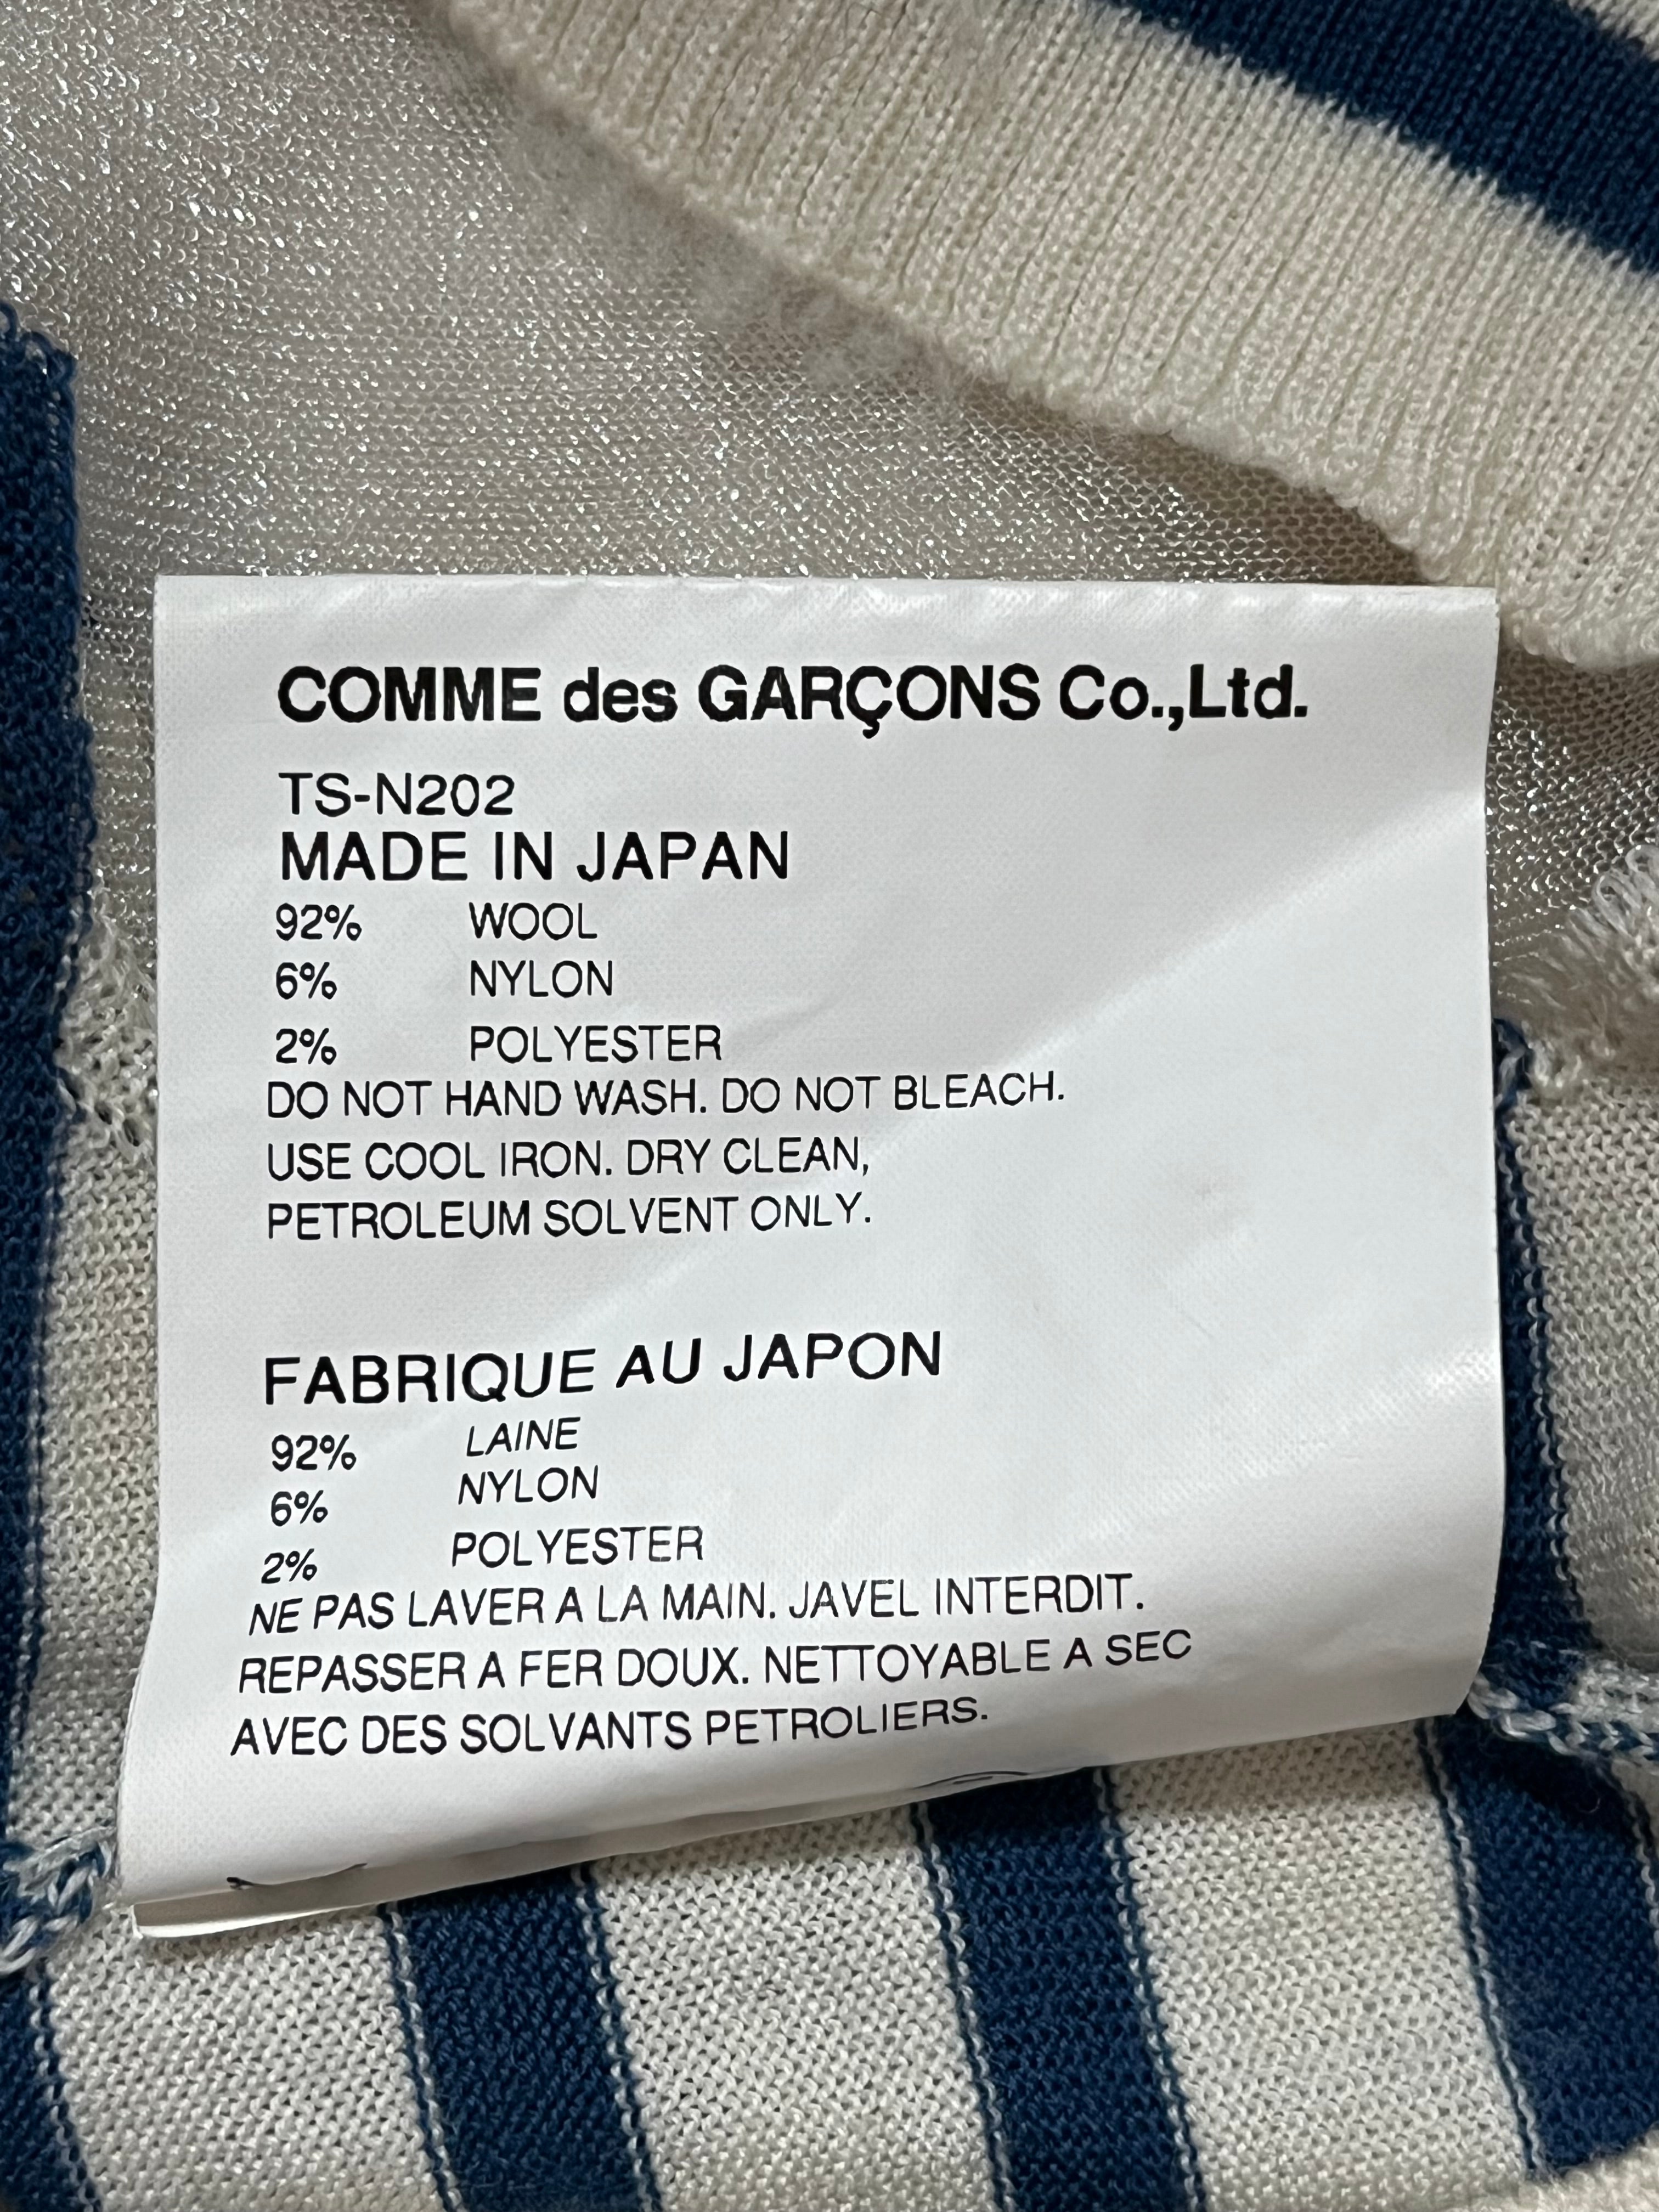 COMME des GARÇONS Co.,Ltd.
TS-N202
MADE IN JAPAN
92% WOOL
6% NYLON
2% POLYESTER
DO NOT HAND WASH. DO NOT BLEACH.
USE COOL IRON. DRY CLEAN,
PETROLEUM SOLVENT ONLY.
FABRIQUE AU JAPON
92% LAINE
6% NYLON
2% POLYESTER
NE PAS LAVER A LA MAIN. JAVEL INTERDIT.
REPASSER A FER DOUX. NETTOYABLE A SEC
AVEC DES SOLVANTS PETROLIERS.